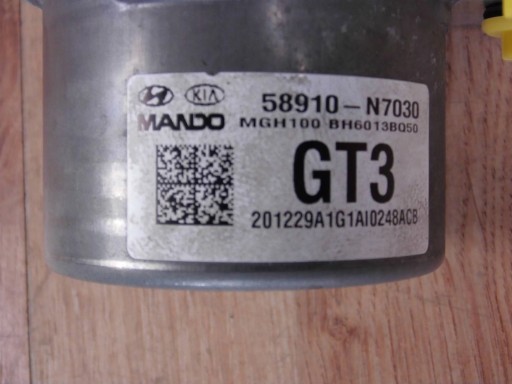 KIA 58910-N7030
MANDO MGH100 BH6013BQ50
GT3
201229A1G1AI0248ACB